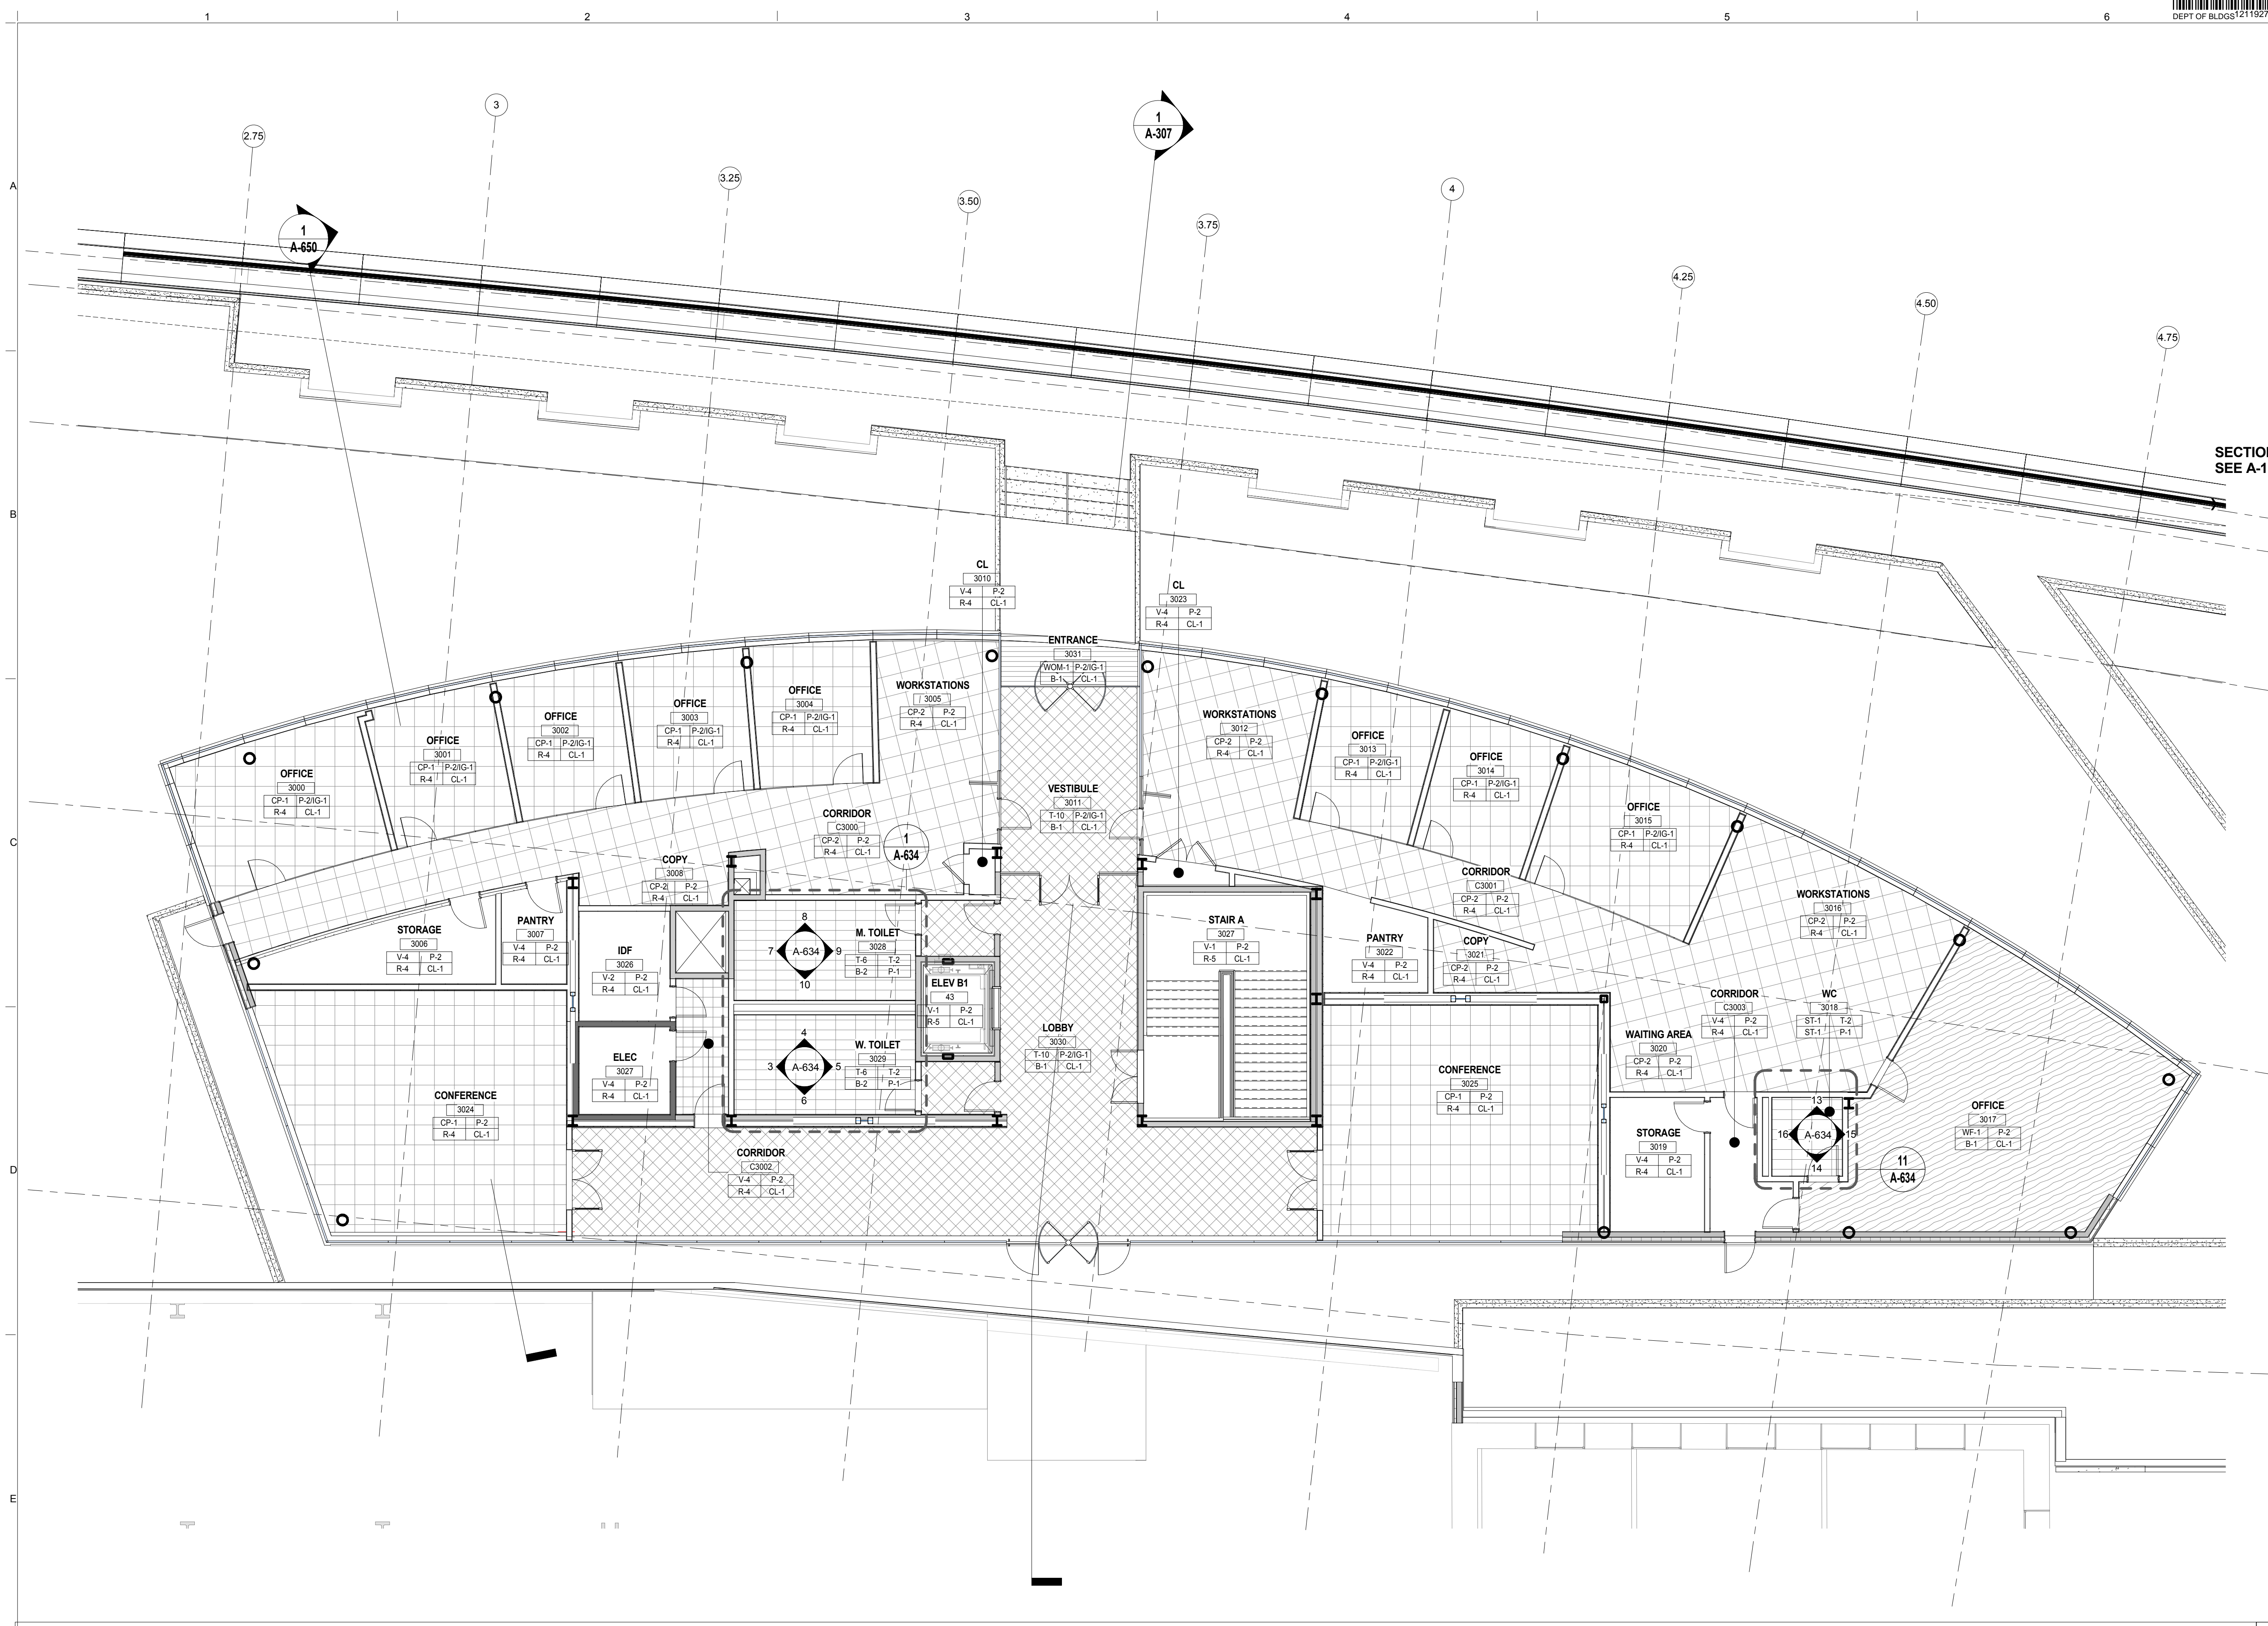 1
2
3
4
5
6
DEPT OF BLDGS1211927
A
B
C
D
E
2.75
3
3.25
3.50
3.75
4
4.25
4.50
4.75
1
A-307
1
A-650
SECTIO
SEE A-1
CL
3010
V-4 P-2
R-4 CL-1
CL
3023
V-4 P-2
R-4 CL-1
ENTRANCE
3031
WOM-1 P-2/IG-1
B-1 CL-1
OFFICE
3000
CP-1 P-2/IG-1
R-4 CL-1
OFFICE
3001
CP-1 P-2/IG-1
R-4 CL-1
OFFICE
3002
CP-1 P-2/IG-1
R-4 CL-1
OFFICE
3003
CP-1 P-2/IG-1
R-4 CL-1
OFFICE
3004
CP-1 P-2/IG-1
R-4 CL-1
WORKSTATIONS
3005
CP-2 P-2
R-4 CL-1
WORKSTATIONS
3012
CP-2 P-2
R-4 CL-1
OFFICE
3013
CP-1 P-2/IG-1
R-4 CL-1
OFFICE
3014
CP-1 P-2/IG-1
R-4 CL-1
OFFICE
3015
CP-1 P-2/IG-1
R-4 CL-1
VESTIBULE
3011
T-10 P-2/IG-1
B-1 CL-1
CORRIDOR
C3000
CP-2 P-2
R-4 CL-1
1
A-634
COPY
3008
CP-2 P-2
R-4 CL-1
CORRIDOR
C3001
CP-2 P-2
R-4 CL-1
WORKSTATIONS
3016
CP-2 P-2
R-4 CL-1
STORAGE
3006
V-4 P-2
R-4 CL-1
PANTRY
3007
V-4 P-2
R-4 CL-1
IDF
3026
V-2 P-2
R-4 CL-1
8
7 A-634 9
10
M. TOILET
3028
T-6 T-2
B-2 P-1
ELEV B1
43
V-1 P-2
R-5 CL-1
STAIR A
3027
V-1 P-2
R-5 CL-1
PANTRY
3022
V-4 P-2
R-4 CL-1
COPY
3021
CP-2 P-2
R-4 CL-1
CORRIDOR
C3003
V-4 P-2
R-4 CL-1
WC
3018
ST-1 T-2
ST-1 P-1
ELEC
3027
V-4 P-2
R-4 CL-1
4
3 A-634 5
6
W. TOILET
3029
T-6 T-2
B-2 P-1
LOBBY
3030
T-10 P-2/IG-1
B-1 CL-1
WAITING AREA
3020
CP-2 P-2
R-4 CL-1
CONFERENCE
3024
CP-1 P-2
R-4 CL-1
CONFERENCE
3025
CP-1 P-2
R-4 CL-1
CORRIDOR
C3002
V-4 P-2
R-4 CL-1
STORAGE
3019
V-4 P-2
R-4 CL-1
13
16 A-634 15
14
11
A-634
OFFICE
3017
WF-1 P-2
B-1 CL-1